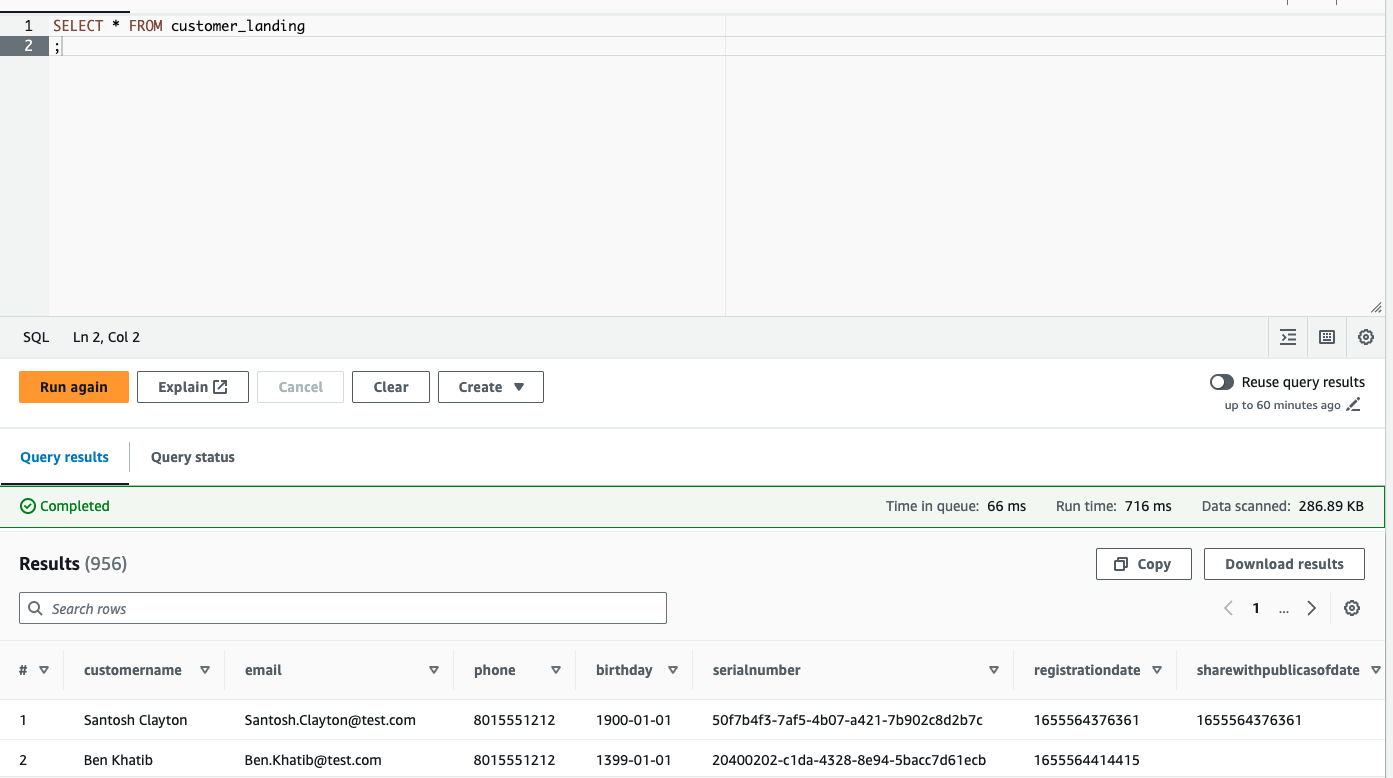 1 SELECT * FROM customer_landing
2 ;
SQL Ln 2, Col 2
Run again Explain Cancel Clear Create Reuse query results
up to 60 minutes ago
Query results Query status
Completed Time in queue: 66 ms Run time: 716 ms Data scanned: 286.89 KB
Results (956) Copy Download results
Search rows 1 ...
# customername email phone birthday serialnumber registrationdate sharewithpublicasofdate
1 Santosh Clayton Santosh.Clayton@test.com 8015551212 1900-01-01 50f7b4f3-7af5-4b07-a421-7b902c8d2b7c 1655564376361 1655564376361
2 Ben Khatib Ben.Khatib@test.com 8015551212 1399-01-01 20400202-c1da-4328-8e94-5bacc7d61ecb 1655564414415